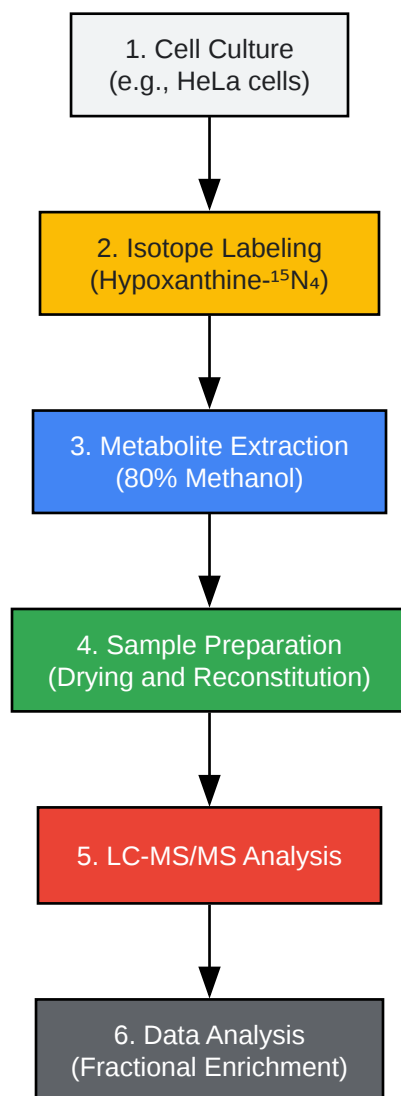 1. Cell Culture
(e.g., HeLa cells)
2. Isotope Labeling
(Hypoxanthine-¹⁵N₄)
3. Metabolite Extraction
(80% Methanol)
4. Sample Preparation
(Drying and Reconstitution)
5. LC-MS/MS Analysis
6. Data Analysis
(Fractional Enrichment)